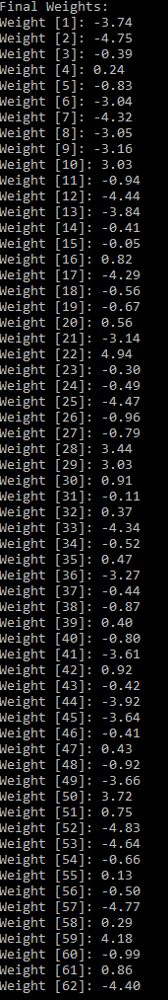 Final Weights:
Weight [1]: -3.74
Weight [2]: -4.75
Weight [3]: -0.39
Weight [4]: 0.24
Weight [5]: -0.83
Weight [6]: -3.04
Weight [7]: -4.32
Weight [8]: -3.05
Weight [9]: -3.16
Weight [10]: 3.03
Weight [11]: -0.94
Weight [12]: -4.44
Weight [13]: -3.84
Weight [14]: -0.41
Weight [15]: -0.05
Weight [16]: 0.82
Weight [17]: -4.29
Weight [18]: -0.56
Weight [19]: -0.67
Weight [20]: 0.56
Weight [21]: -3.14
Weight [22]: 4.94
Weight [23]: -0.30
Weight [24]: -0.49
Weight [25]: -4.47
Weight [26]: -0.96
Weight [27]: -0.79
Weight [28]: 3.44
Weight [29]: 3.03
Weight [30]: 0.91
Weight [31]: -0.11
Weight [32]: 0.37
Weight [33]: -4.34
Weight [34]: -0.52
Weight [35]: 0.47
Weight [36]: -3.27
Weight [37]: -0.44
Weight [38]: -0.87
Weight [39]: 0.40
Weight [40]: -0.80
Weight [41]: -3.61
Weight [42]: 0.92
Weight [43]: -0.42
Weight [44]: -3.92
Weight [45]: -3.64
Weight [46]: -0.41
Weight [47]: 0.43
Weight [48]: -0.92
Weight [49]: -3.66
Weight [50]: 3.72
Weight [51]: 0.75
Weight [52]: -4.83
Weight [53]: -4.64
Weight [54]: -0.66
Weight [55]: 0.13
Weight [56]: -0.50
Weight [57]: -4.77
Weight [58]: 0.29
Weight [59]: 4.18
Weight [60]: -0.99
Weight [61]: 0.86
Weight [62]: -4.40